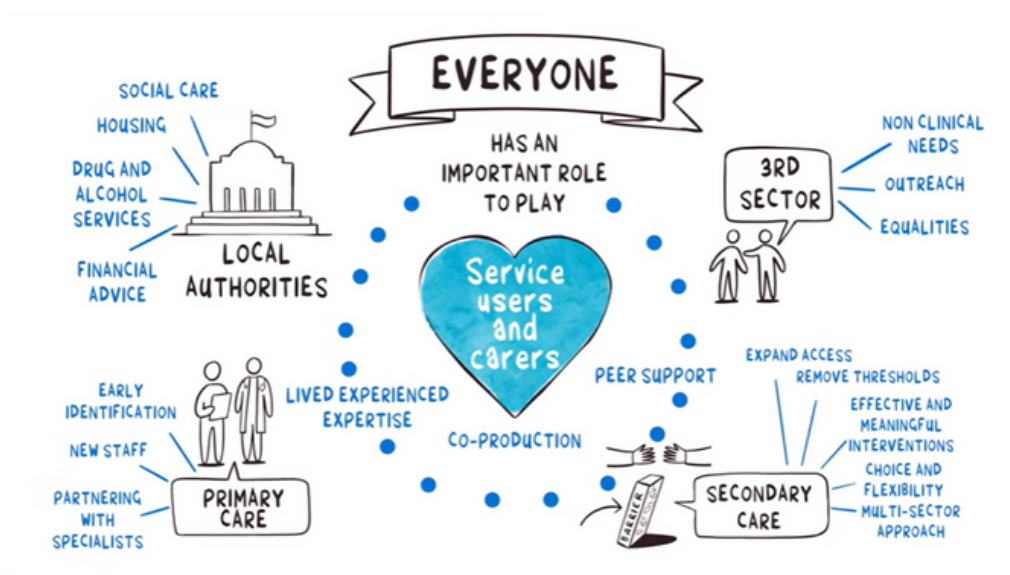 EVERYONE
HAS AN
IMPORTANT ROLE
TO PLAY
SOCIAL CARE
HOUSING
DRUG AND
ALCOHOL
SERVICES
FINANCIAL
ADVICE
LOCAL
AUTHORITIES
3RD
SECTOR
NON CLINICAL
NEEDS
OUTREACH
EQUALITIES
Service
users
and
carers
LIVED EXPERIENCED
EXPERTISE
CO-PRODUCTION
PEER SUPPORT
EARLY
IDENTIFICATION
NEW STAFF
PARTNERING
WITH
SPECIALISTS
PRIMARY
CARE
BARRIER
SECONDARY
CARE
EXPAND ACCESS
REMOVE THRESHOLDS
EFFECTIVE AND
MEANINGFUL
INTERVENTIONS
CHOICE AND
FLEXIBILITY
MULTI-SECTOR
APPROACH